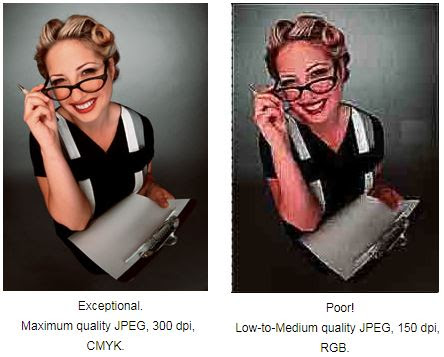 Exceptional.
Maximum quality JPEG, 300 dpi,
CMYK.
Poor!
Low-to-Medium quality JPEG, 150 dpi,
RGB.